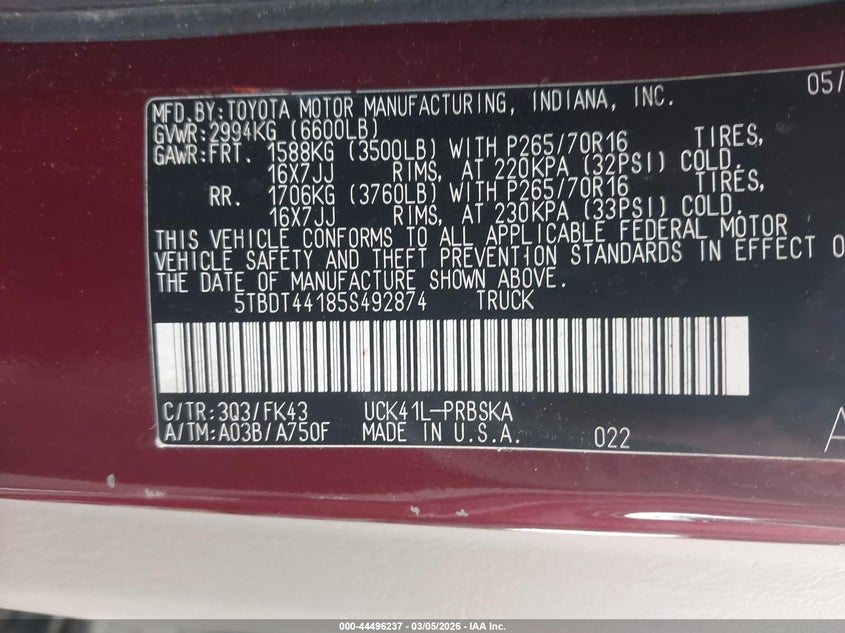 05/
MFD.BY:TOYOTA MOTOR MANUFACTURING, INDIANA, INC.
GVWR:2994KG (6600LB)
GAWR:FRT. 1588KG (3500LB) WITH P265/70R16 TIRES,
16X7JJ RIMS, AT 220KPA (32PSI) COLD.
RR. 1706KG (3760LB) WITH P265/70R16 TIRES,
16X7JJ RIMS, AT 230KPA (33PSI) COLD.
THIS VEHICLE CONFORMS TO ALL APPLICABLE FEDERAL MOTOR
VEHICLE SAFETY AND THEFT PREVENTION STANDARDS IN EFFECT O
THE DATE OF MANUFACTURE SHOWN ABOVE.
5TBDT44185S492874 TRUCK
C/TR:3Q3/FK43 UCK41L-PRBSKA
A/TM:A03B/A750F MADE IN U.S.A. 022
A
000-44496237 - 03/05/2026 - IAA Inc.